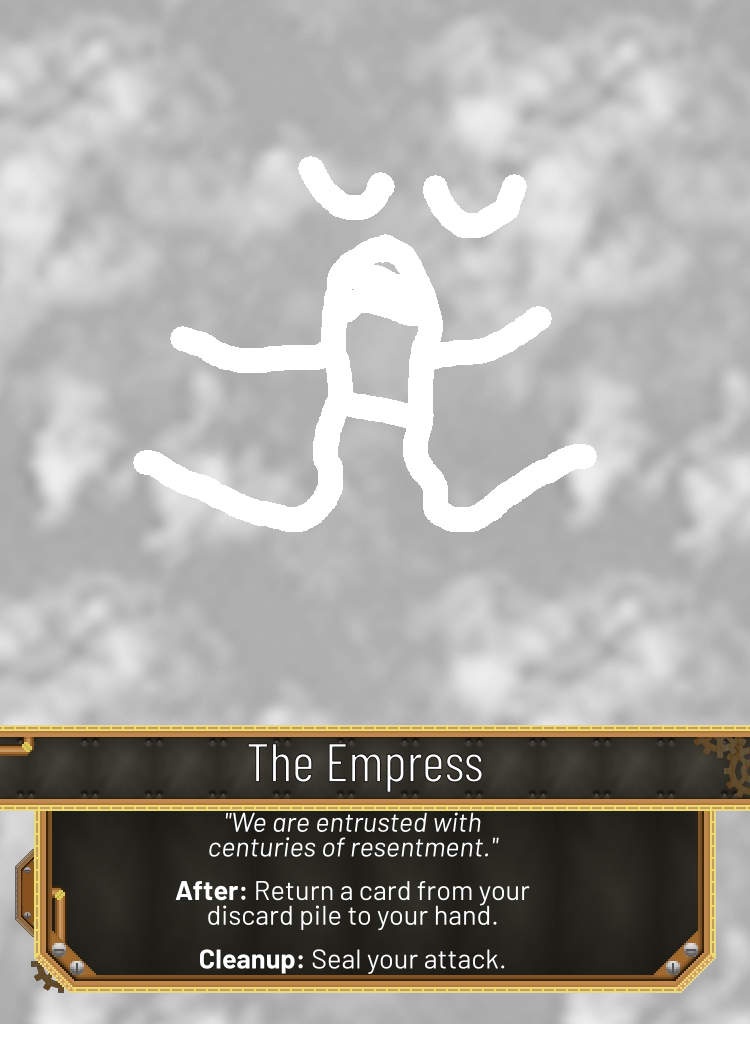 The Empress
"We are entrusted with
centuries of resentment."
After: Return a card from your
discard pile to your hand.
Cleanup: Seal your attack.